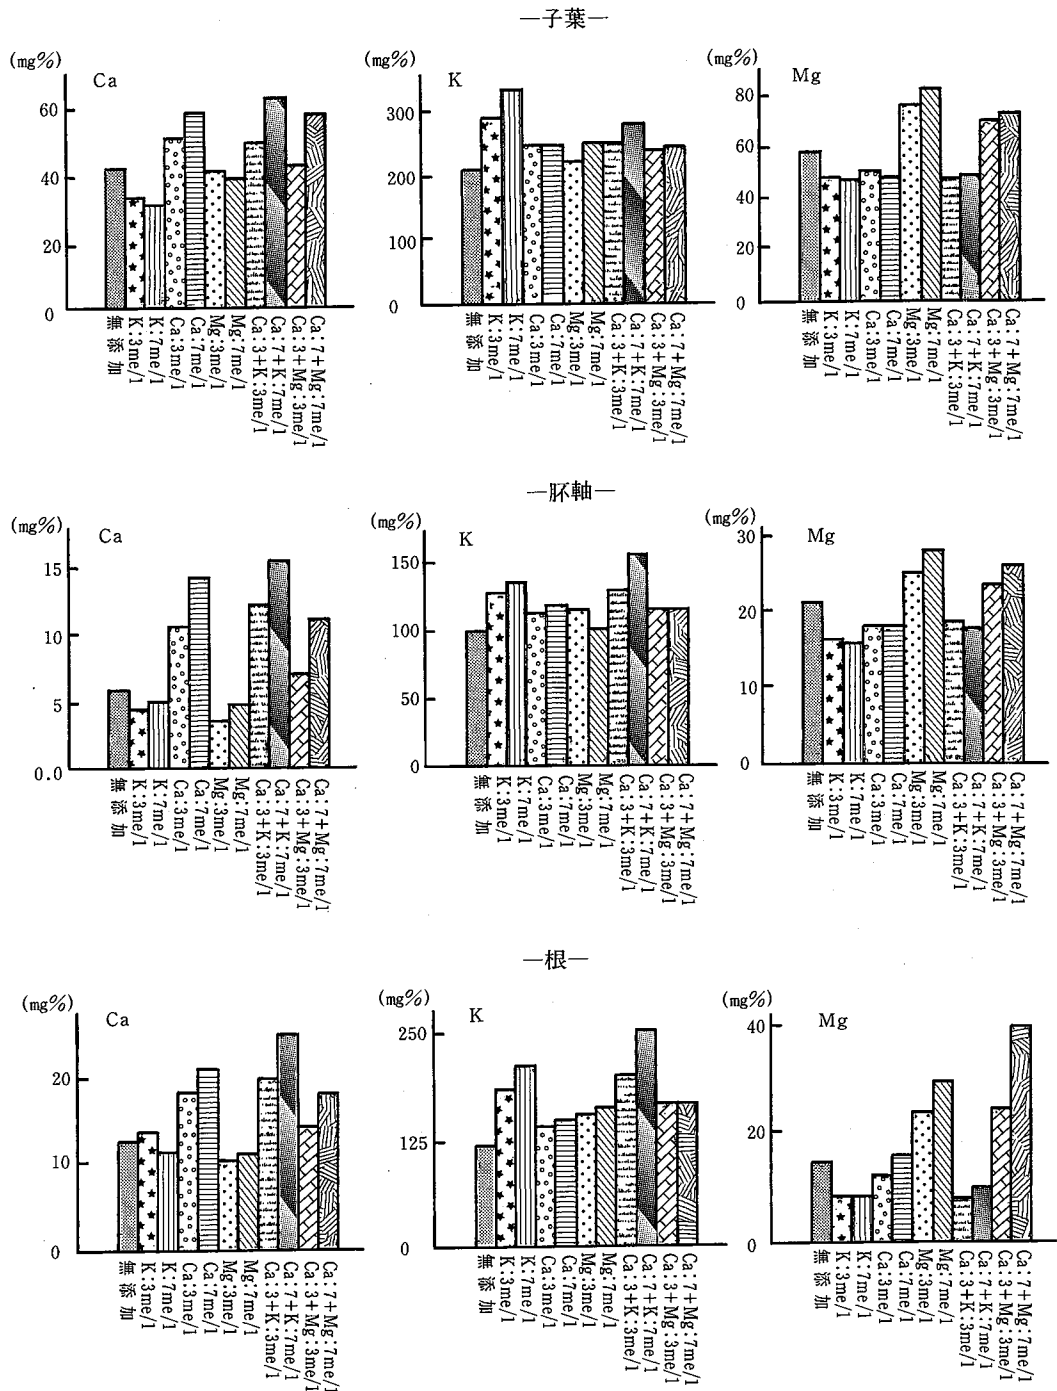 —子葉—
(mg%)
Ca
60
40
20
0
無添加
K:3me/l
K:7me/l
Ca:3me/l
Ca:7me/l
Mg:3me/l
Mg:7me/l
Ca:3+K:3me/l
Ca:7+K:7me/l
Ca:3+Mg:3me/l
Ca:7+Mg:7me/l
(mg%)
K
300
200
100
0
無添加
K:3me/l
K:7me/l
Ca:3me/l
Ca:7me/l
Mg:3me/l
Mg:7me/l
Ca:3+K:3me/l
Ca:7+K:7me/l
Ca:3+Mg:3me/l
Ca:7+Mg:7me/l
(mg%)
Mg
80
60
40
20
0
無添加
K:3me/l
K:7me/l
Ca:3me/l
Ca:7me/l
Mg:3me/l
Mg:7me/l
Ca:3+K:3me/l
Ca:7+K:7me/l
Ca:3+Mg:3me/l
Ca:7+Mg:7me/l
—胚軸—
(mg%)
Ca
15
10
5
0.0
無添加
K:3me/l
K:7me/l
Ca:3me/l
Ca:7me/l
Mg:3me/l
Mg:7me/l
Ca:3+K:3me/l
Ca:7+K:7me/l
Ca:3+Mg:3me/l
Ca:7+Mg:7me/l
(mg%)
K
150
100
50
0
無添加
K:3me/l
K:7me/l
Ca:3me/l
Ca:7me/l
Mg:3me/l
Mg:7me/l
Ca:3+K:3me/l
Ca:7+K:7me/l
Ca:3+Mg:3me/l
Ca:7+Mg:7me/l
(mg%)
Mg
30
20
10
0
無添加
K:3me/l
K:7me/l
Ca:3me/l
Ca:7me/l
Mg:3me/l
Mg:7me/l
Ca:3+K:3me/l
Ca:7+K:7me/l
Ca:3+Mg:3me/l
Ca:7+Mg:7me/l
—根—
(mg%)
Ca
20
10
0
無添加
K:3me/l
K:7me/l
Ca:3me/l
Ca:7me/l
Mg:3me/l
Mg:7me/l
Ca:3+K:3me/l
Ca:7+K:7me/l
Ca:3+Mg:3me/l
Ca:7+Mg:7me/l
(mg%)
K
250
125
0
無添加
K:3me/l
K:7me/l
Ca:3me/l
Ca:7me/l
Mg:3me/l
Mg:7me/l
Ca:3+K:3me/l
Ca:7+K:7me/l
Ca:3+Mg:3me/l
Ca:7+Mg:7me/l
(mg%)
Mg
40
20
0
無添加
K:3me/l
K:7me/l
Ca:3me/l
Ca:7me/l
Mg:3me/l
Mg:7me/l
Ca:3+K:3me/l
Ca:7+K:7me/l
Ca:3+Mg:3me/l
Ca:7+Mg:7me/l